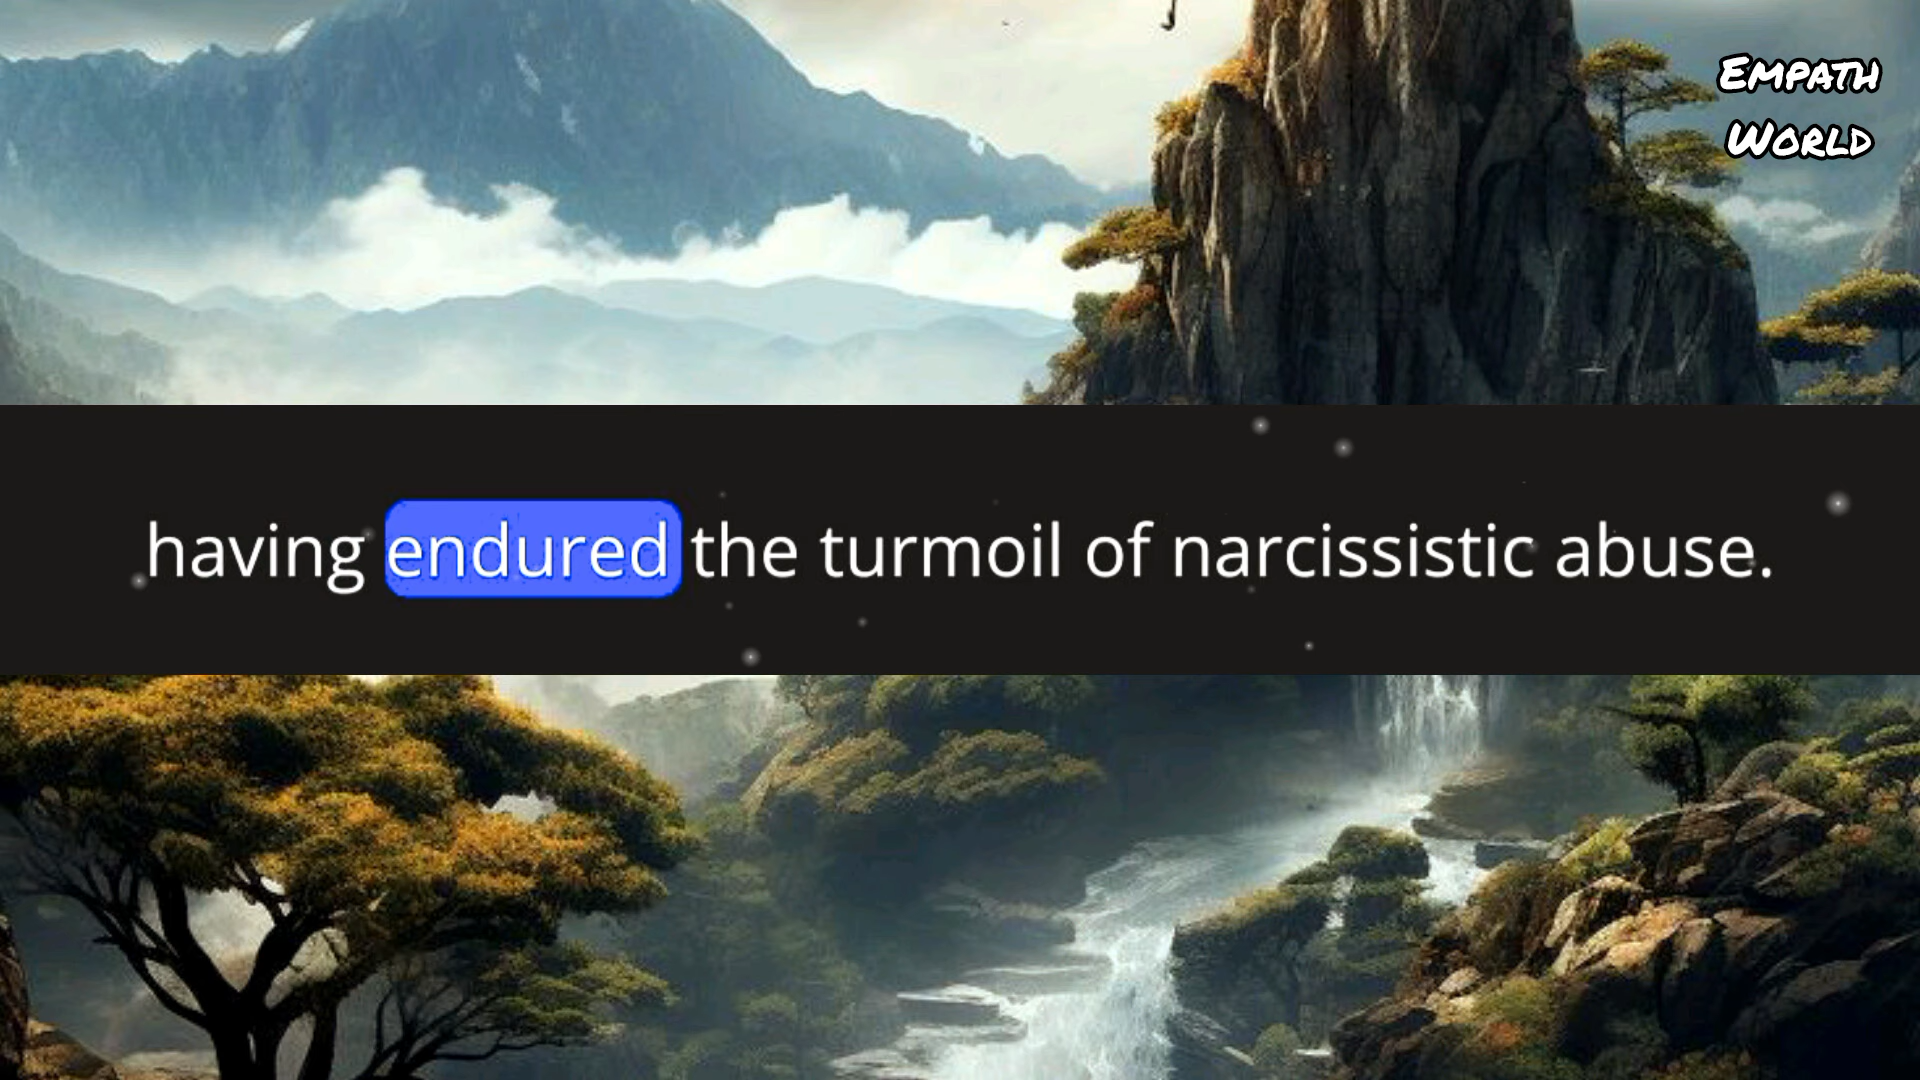 EMPATH
WORLD
having endured the turmoil of narcissistic abuse.